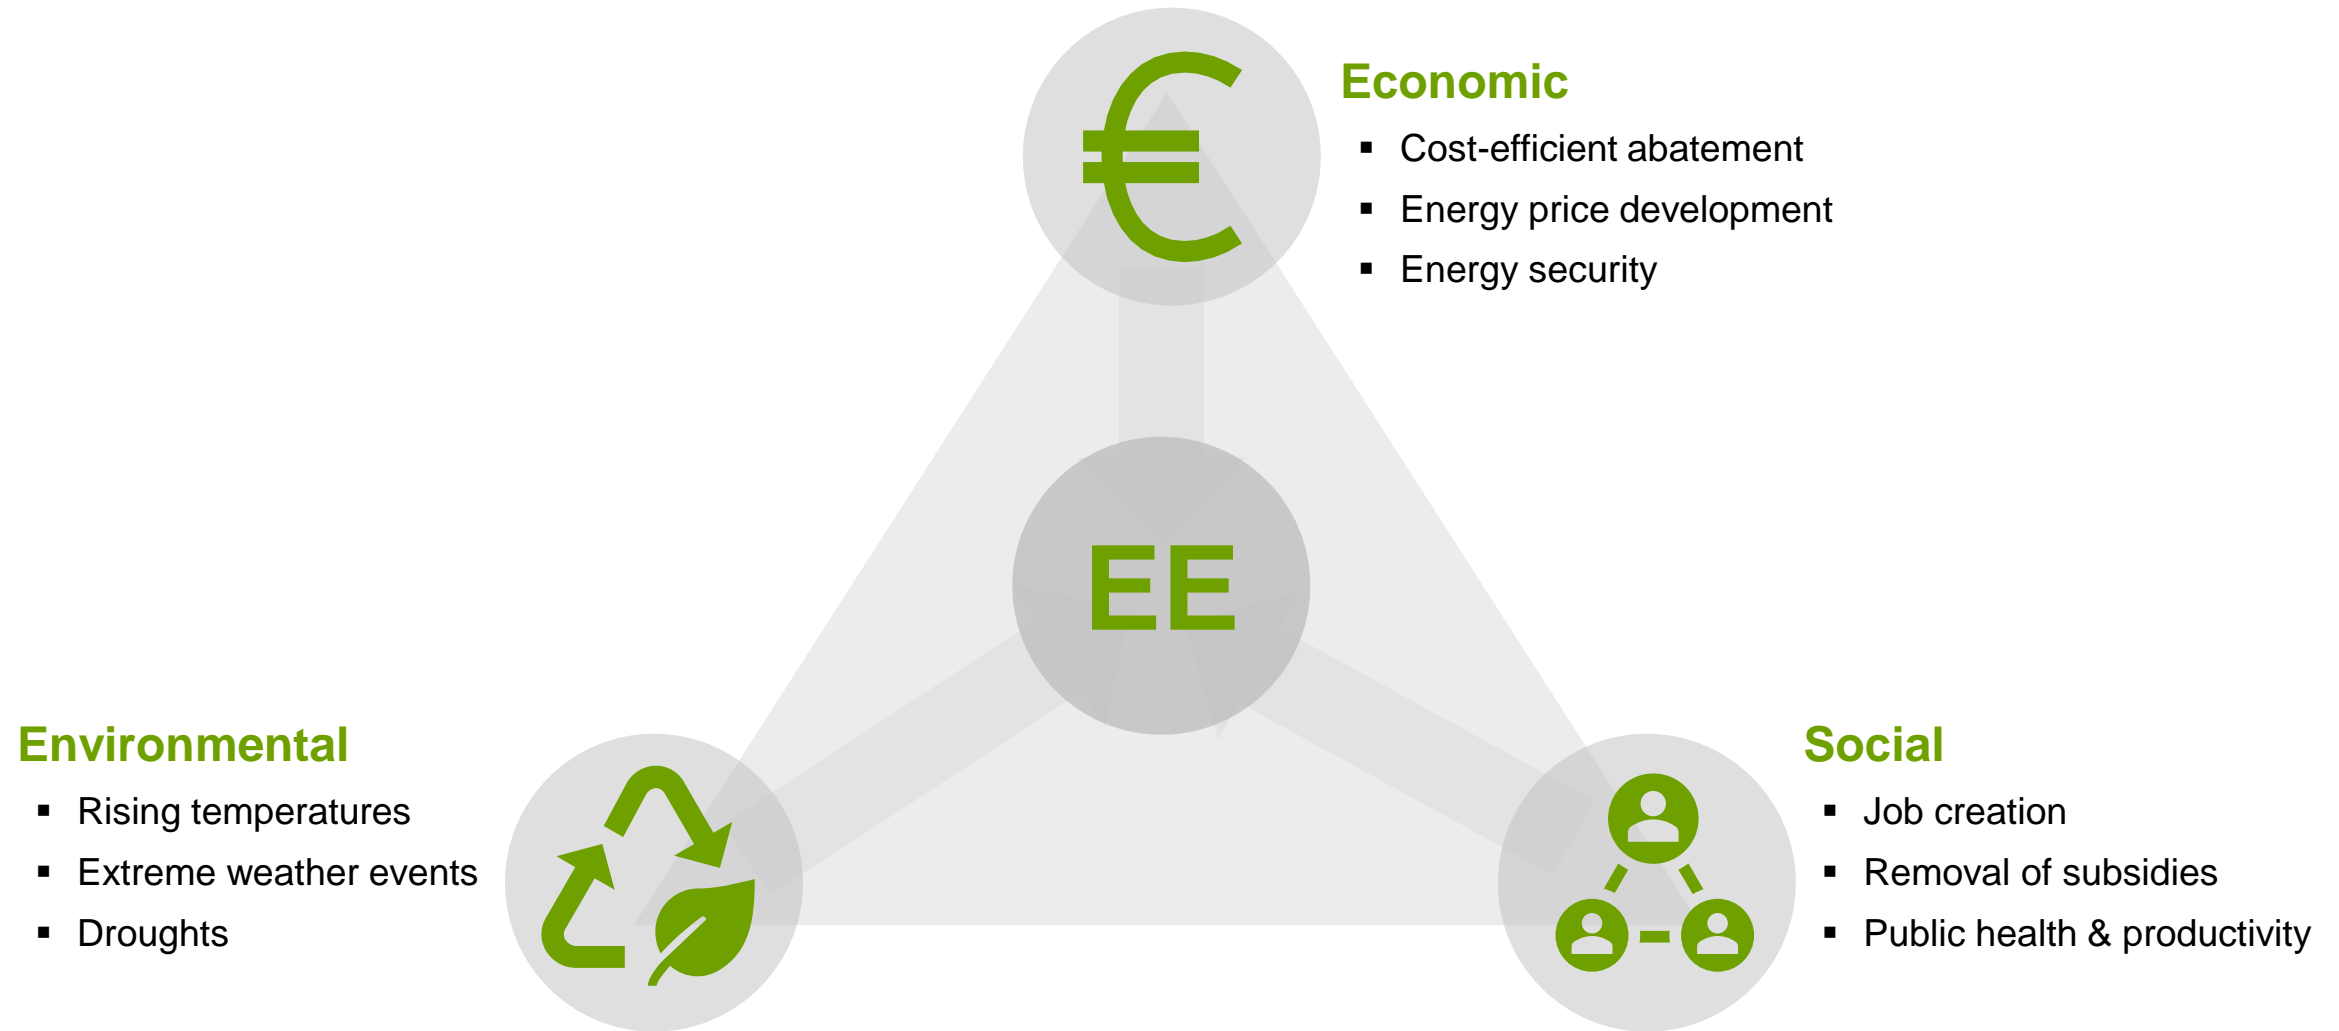 Economic
▪ Cost-efficient abatement
▪ Energy price development
▪ Energy security
EE
Environmental
▪ Rising temperatures
▪ Extreme weather events
▪ Droughts
Social
▪ Job creation
▪ Removal of subsidies
▪ Public health & productivity